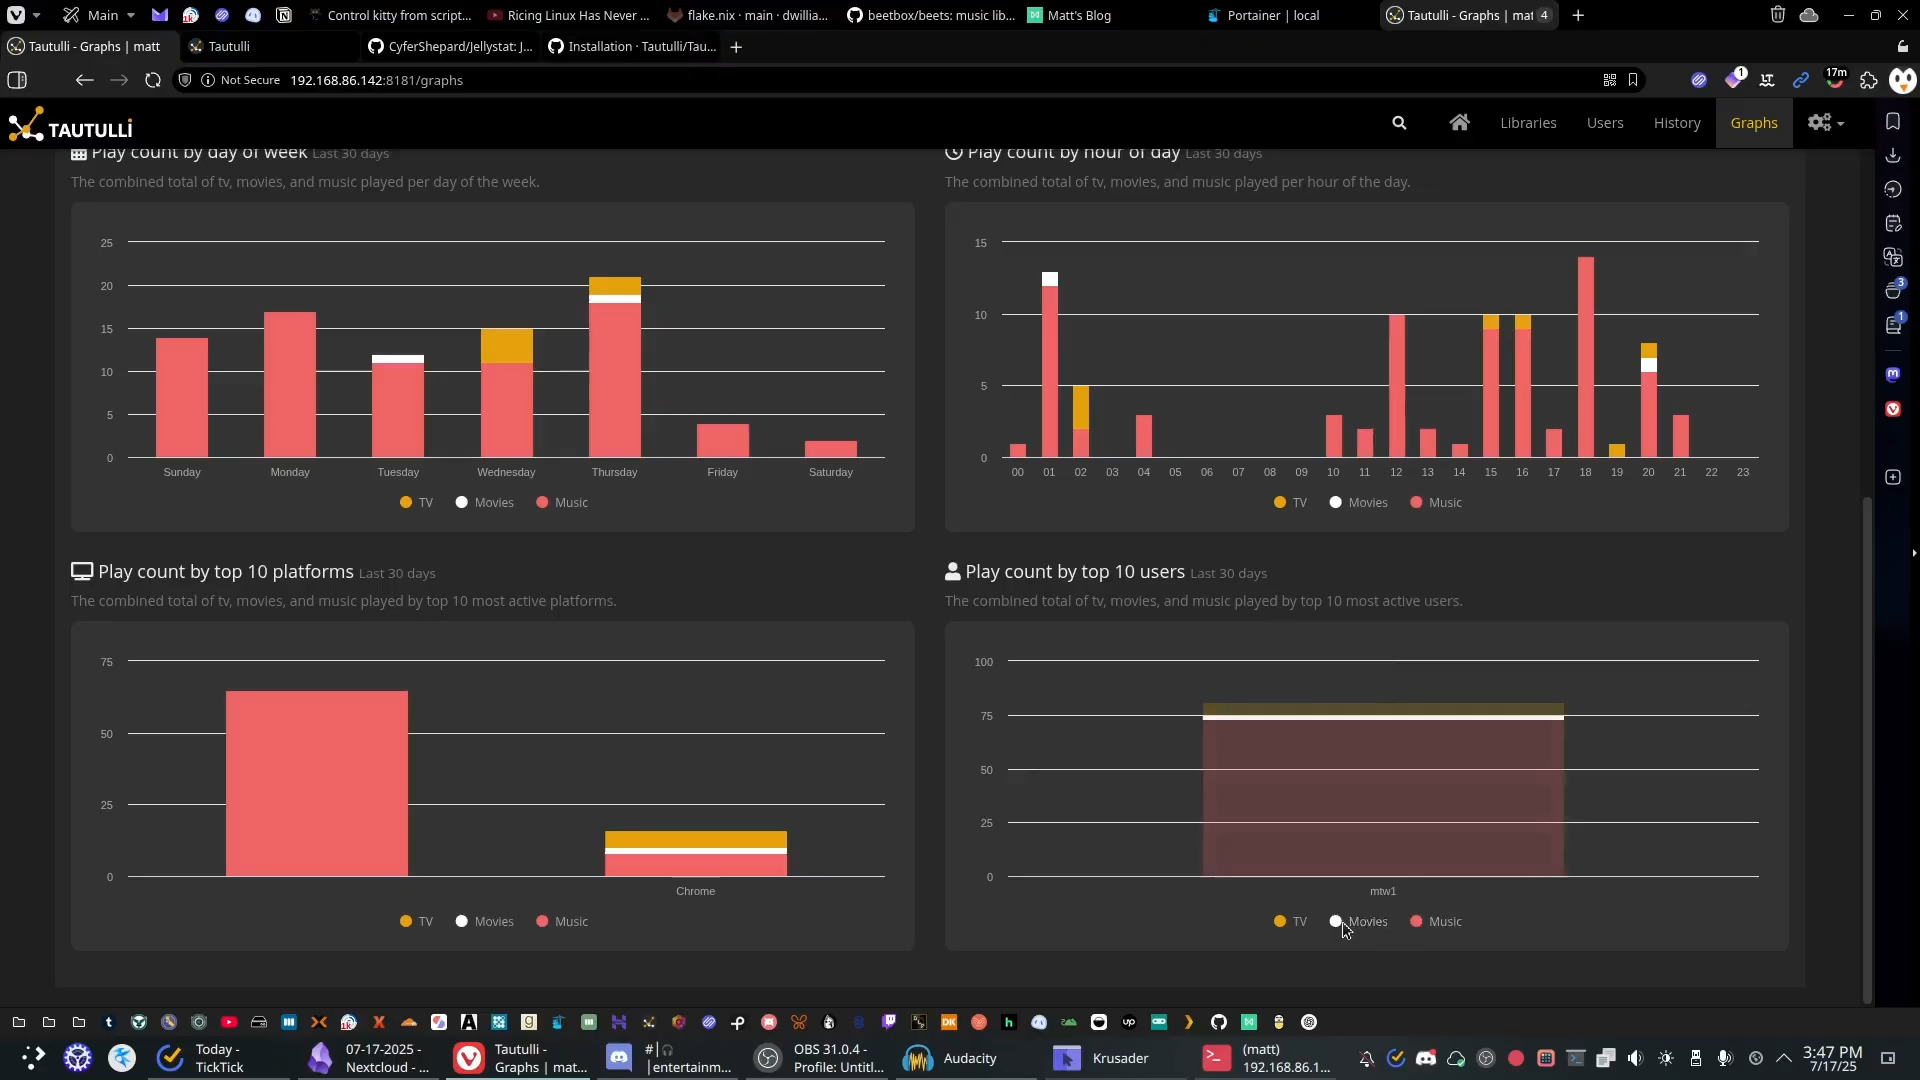 Main
Control kitty from script...
Ricing Linux Has Never ...
flake.nix · main · dwillia...
beetbox/beets: music lib...
Matt's Blog
Portainer | local
Tautulli - Graphs | mat 4
Tautulli - Graphs | matt
Tautulli
CyferShepard/Jellystat: J...
Installation · Tautulli/Tau...
Not Secure 192.168.86.142:8181/graphs
1
17m
TAUTULLi
Libraries
Users
History
Graphs
Play count by day of week Last 30 days
The combined total of tv, movies, and music played per day of the week.
25
20
15
10
5
0
Sunday Monday Tuesday Wednesday Thursday Friday Saturday
TV Movies Music
Play count by hour of day Last 30 days
The combined total of tv, movies, and music played per hour of the day.
15
10
5
0
00 01 02 03 04 05 06 07 08 09 10 11 12 13 14 15 16 17 18 19 20 21 22 23
TV Movies Music
3
1
Play count by top 10 platforms Last 30 days
The combined total of tv, movies, and music played by top 10 most active platforms.
75
50
25
0
Chrome
TV Movies Music
Play count by top 10 users Last 30 days
The combined total of tv, movies, and music played by top 10 most active users.
100
75
50
25
0
mtw1
TV Movies Music
Today -
TickTick
07-17-2025 -
Nextcloud - ...
Tautulli -
Graphs | mat...
# |
|entertainm...
OBS 31.0.4 -
Profile: Untitl...
Audacity
Krusader
(matt)
192.168.86.1...
3:47 PM
7/17/25